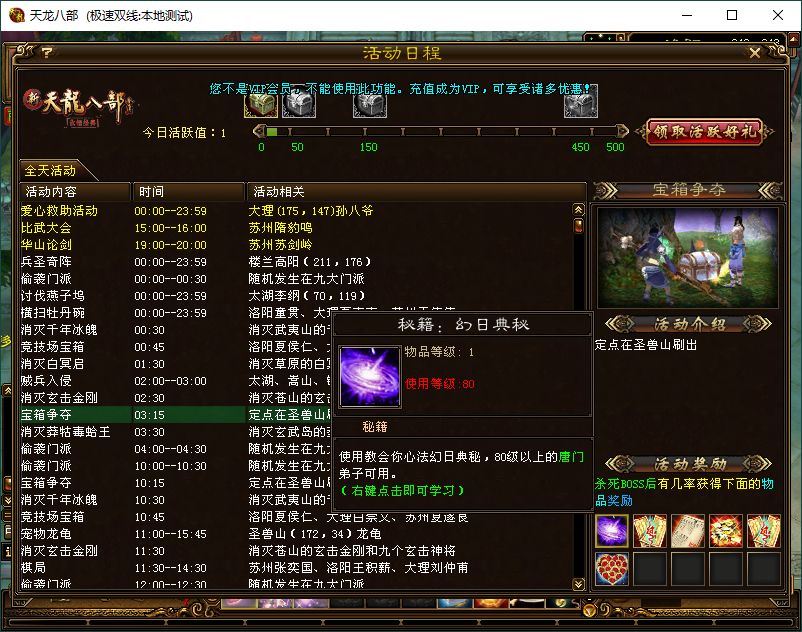 天龙八部 (极速双线:本地测试)
活动日程
您不是VIP会员，不能使用此功能。充值成为VIP，可享受诸多优惠！
新天龍八部
今日活跃值：1
0 50 150 450 500
领取活跃好礼
全天活动
活动内容 时间 活动相关
宝箱争夺
爱心救助活动 00:00--23:59 大理(175，147)孙八爷
比武大会 15:00--16:00 苏州隋豹鸣
华山论剑 19:00--20:00 苏州苏剑岭
兵圣奇阵 00:00--23:59 楼兰高阳(211，176)
偷袭门派 00:00--00:30 随机发生在九大门派
讨伐燕子坞 00:00--23:59 太湖李纲(70，119)
横扫牡丹碗 00:00--23:59 洛阳童贯、大理
消灭千年冰魄 00:30 消灭武夷山的
竞技场宝箱 00:45 洛阳夏侯仁、
消灭白冥启 01:30 消灭草原的白
贼兵入侵 02:00--03:00 太湖、嵩山、
消灭玄击金刚 02:30 消灭苍山的玄
宝箱争夺 03:15 定点在圣兽山
消灭莽牯毒蛤王 03:30 消灭玄武岛的
偷袭门派 04:00--04:30 随机发生在
偷袭门派 10:00--10:30 随机发生在
宝箱争夺 10:15 定点在圣兽山
消灭千年冰魄 10:30 消灭武夷山的
竞技场宝箱 10:45 洛阳夏侯仁、大理白崇文、苏州夏遂良
宠物龙龟 11:00--15:45 圣兽山(172，34)龙龟
消灭玄击金刚 11:30 消灭苍山的玄击金刚和九个玄击神将
棋局 11:30--14:30 苏州张奕国、洛阳王积薪、大理刘仲甫
偷袭门派 12:00--12:30 随机发生在九大门派
秘籍：幻日典秘
物品等级：1
使用等级:80
秘籍
使用教会你心法幻日典秘，80级以上的唐门
弟子可用。
(右键点击即可学习)
活动介绍
定点在圣兽山刷出
活动奖励
杀死BOSS后有几率获得下面的物
品奖励